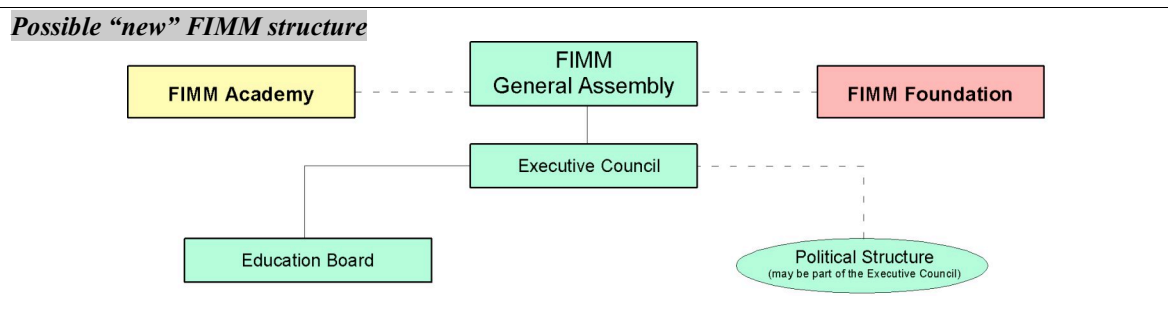 Possible “new” FIMM structure
FIMM
General Assembly
FIMM Academy
FIMM Foundation
Executive Council
Education Board
Political Structure
(may be part of the Executive Council)